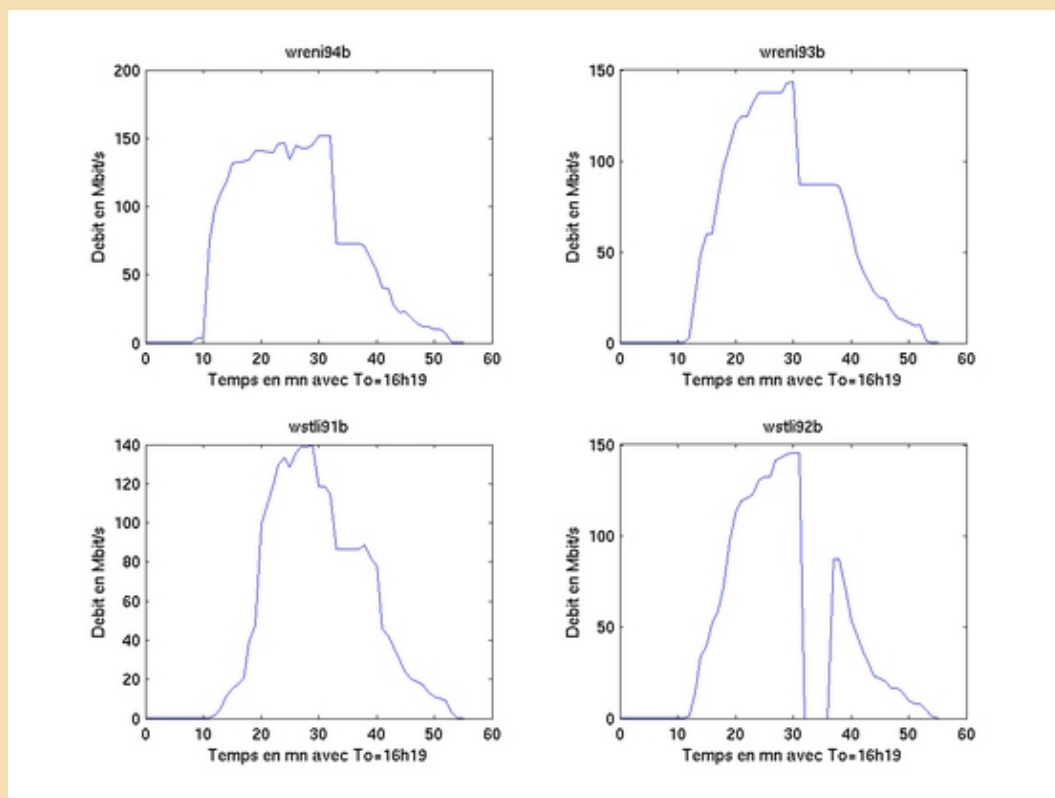 wreni94b
200
150
100
50
0
Debit en Mbit/s
0 10 20 30 40 50 60
Temps en mn avec To=16h19
wreni93b
150
100
50
0
Debit en Mbit/s
0 10 20 30 40 50 60
Temps en mn avec To=16h19
wstli91b
140
120
100
80
60
40
20
0
Debit en Mbit/s
0 10 20 30 40 50 60
Temps en mn avec To=16h19
wstli92b
150
100
50
0
Debit en Mbit/s
0 10 20 30 40 50 60
Temps en mn avec To=16h19